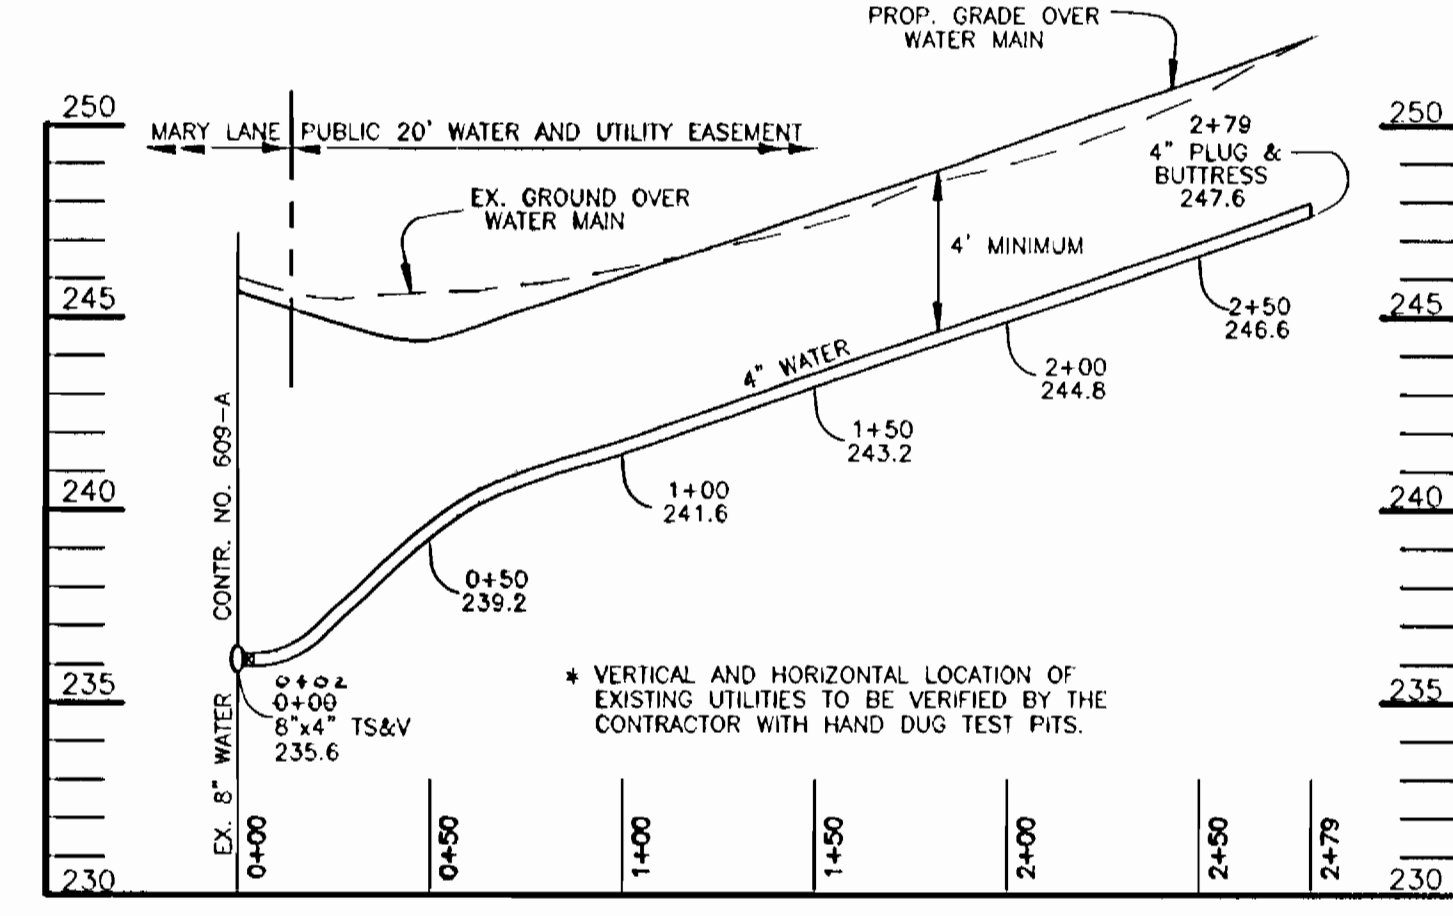 PROP. GRADE OVER
WATER MAIN
250
250
MARY LANE
PUBLIC 20' WATER AND UTILITY EASEMENT
2+79
4" PLUG &
BUTTRESS
247.6
EX. GROUND OVER
WATER MAIN
4' MINIMUM
245
245
2+50
246.6
4" WATER
2+00
244.8
1+50
243.2
240
240
1+00
241.6
0+50
239.2
EX. 8" WATER CONTR. NO. 609-A
235
235
0+02
0+00
8"x4" TS&V
235.6
* VERTICAL AND HORIZONTAL LOCATION OF
EXISTING UTILITIES TO BE VERIFIED BY THE
CONTRACTOR WITH HAND DUG TEST PITS.
230
230
0+00
0+50
1+00
1+50
2+00
2+50
2+79